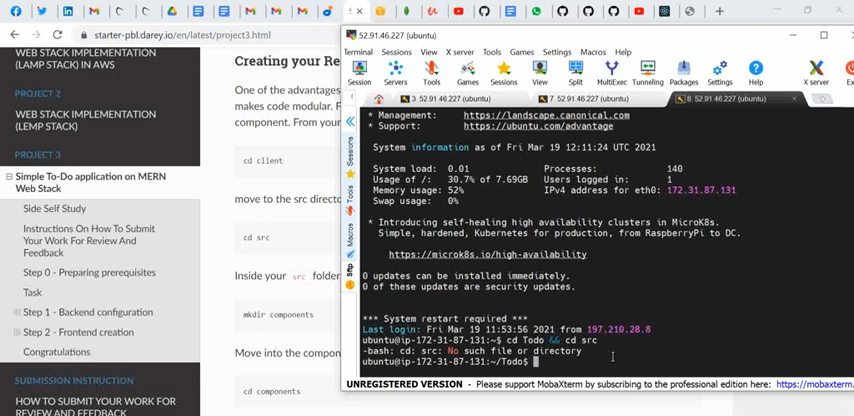 starter-pbl.darey.io/en/latest/project3.html
WEB STACK IMPLEMENTATION
(LAMP STACK) IN AWS
PROJECT 2
WEB STACK IMPLEMENTATION
(LEMP STACK)
PROJECT 3
Simple To-Do application on MERN
Web Stack
Side Self Study
Instructions On How To Submit
Your Work For Review And
Feedback
Step 0 - Preparing prerequisites
Task
Step 1 - Backend configuration
Step 2 - Frontend creation
Congratulations
SUBMISSION INSTRUCTION
HOW TO SUBMIT YOUR WORK FOR
REVIEW AND FEEDBACK
Creating your Re
One of the advantages
makes code modular. F
component. From your
cd client
move to the src direct
cd src
Inside your src folder
mkdir components
Move into the compon
cd components
52.91.46.227 (ubuntu)
Terminal Sessions View X server Tools Games Settings Macros Help
Session Servers Tools Games Sessions View Split MultiExec Tunneling Packages Settings Help X server Ex
3. 52.91.46.227 (ubuntu) 7. 52.91.46.227 (ubuntu) 8. 52.91.46.227 (ubuntu)
Sessions
Tools
Macros
Sftp
* Management: https://landscape.canonical.com
* Support: https://ubuntu.com/advantage
System information as of Fri Mar 19 12:11:24 UTC 2021
System load: 0.01 Processes: 140
Usage of /: 30.7% of 7.69GB Users logged in: 1
Memory usage: 52% IPv4 address for eth0: 172.31.87.131
Swap usage: 0%
* Introducing self-healing high availability clusters in MicroK8s.
Simple, hardened, Kubernetes for production, from RaspberryPi to DC.
https://microk8s.io/high-availability
0 updates can be installed immediately.
0 of these updates are security updates.
*** System restart required ***
Last login: Fri Mar 19 11:53:56 2021 from 197.210.28.8
ubuntu@ip-172-31-87-131:~$ cd Todo && cd src
-bash: cd: src: No such file or directory
ubuntu@ip-172-31-87-131:~/Todo$
UNREGISTERED VERSION - Please support MobaXterm by subscribing to the professional edition here: https://mobaxterm.